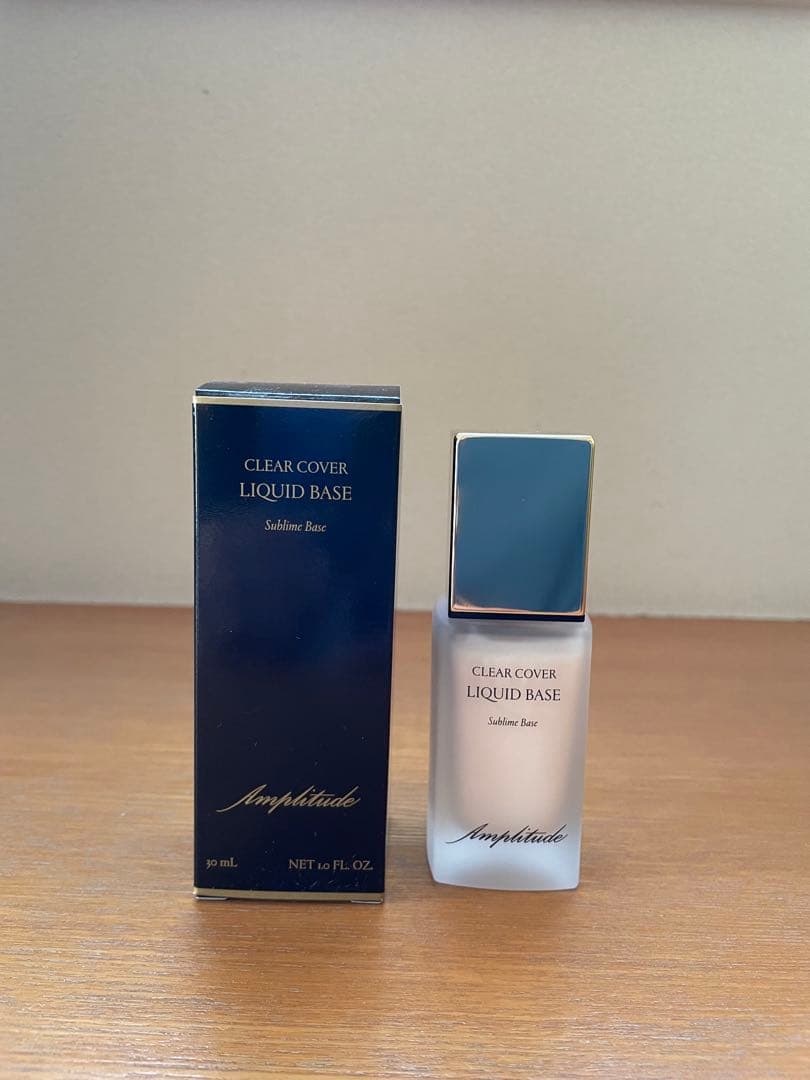 CLEAR COVER
LIQUID BASE
Sublime Base
Amplitude
30 mL NET 1.0 FL. OZ.
CLEAR COVER
LIQUID BASE
Sublime Base
Amplitude